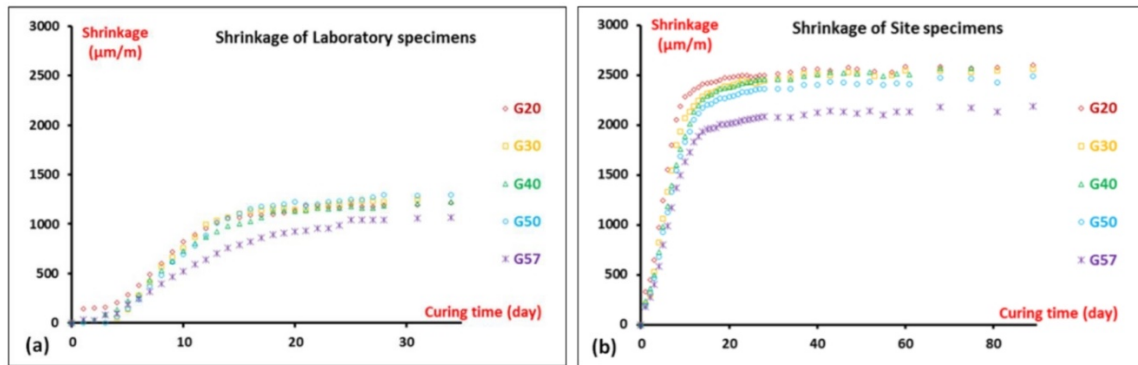 3000
Shrinkage
(µm/m)
Shrinkage of Laboratory specimens
2500
2000
1500
1000
500
0
G20
G30
G40
G50
G57
Curing time (day)
0
10
20
30
(a)
3000
Shrinkage
(µm/m)
Shrinkage of Site specimens
2500
2000
1500
1000
500
0
G20
G30
G40
G50
G57
Curing time (day)
0
20
40
60
80
(b)